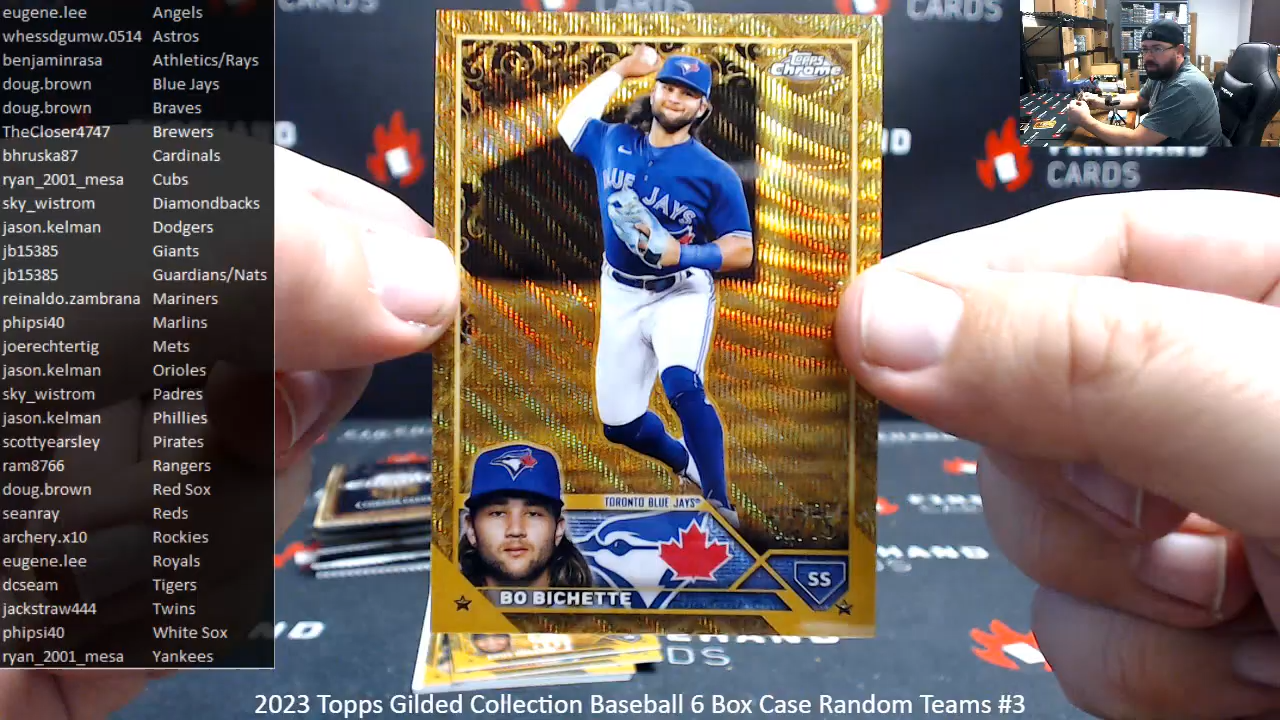 eugene.lee Angels
whessdgumw.0514 Astros
benjaminrasa Athletics/Rays
doug.brown Blue Jays
doug.brown Braves
TheCloser4747 Brewers
bhruska87 Cardinals
ryan_2001_mesa Cubs
sky_wistrom Diamondbacks
jason.kelman Dodgers
jb15385 Giants
jb15385 Guardians/Nats
reinaldo.zambrana Mariners
phipsi40 Marlins
joerechtertig Mets
jason.kelman Orioles
sky_wistrom Padres
jason.kelman Phillies
scottyearsley Pirates
ram8766 Rangers
doug.brown Red Sox
seanray Reds
archery.x10 Rockies
eugene.lee Royals
dcseam Tigers
jackstraw444 Twins
phipsi40 White Sox
ryan_2001_mesa Yankees
Topps
Chrome
BLUE JAYS
TORONTO BLUE JAYS
SS
BO BICHETTE
CARDS
CARDS
2023 Topps Gilded Collection Baseball 6 Box Case Random Teams #3